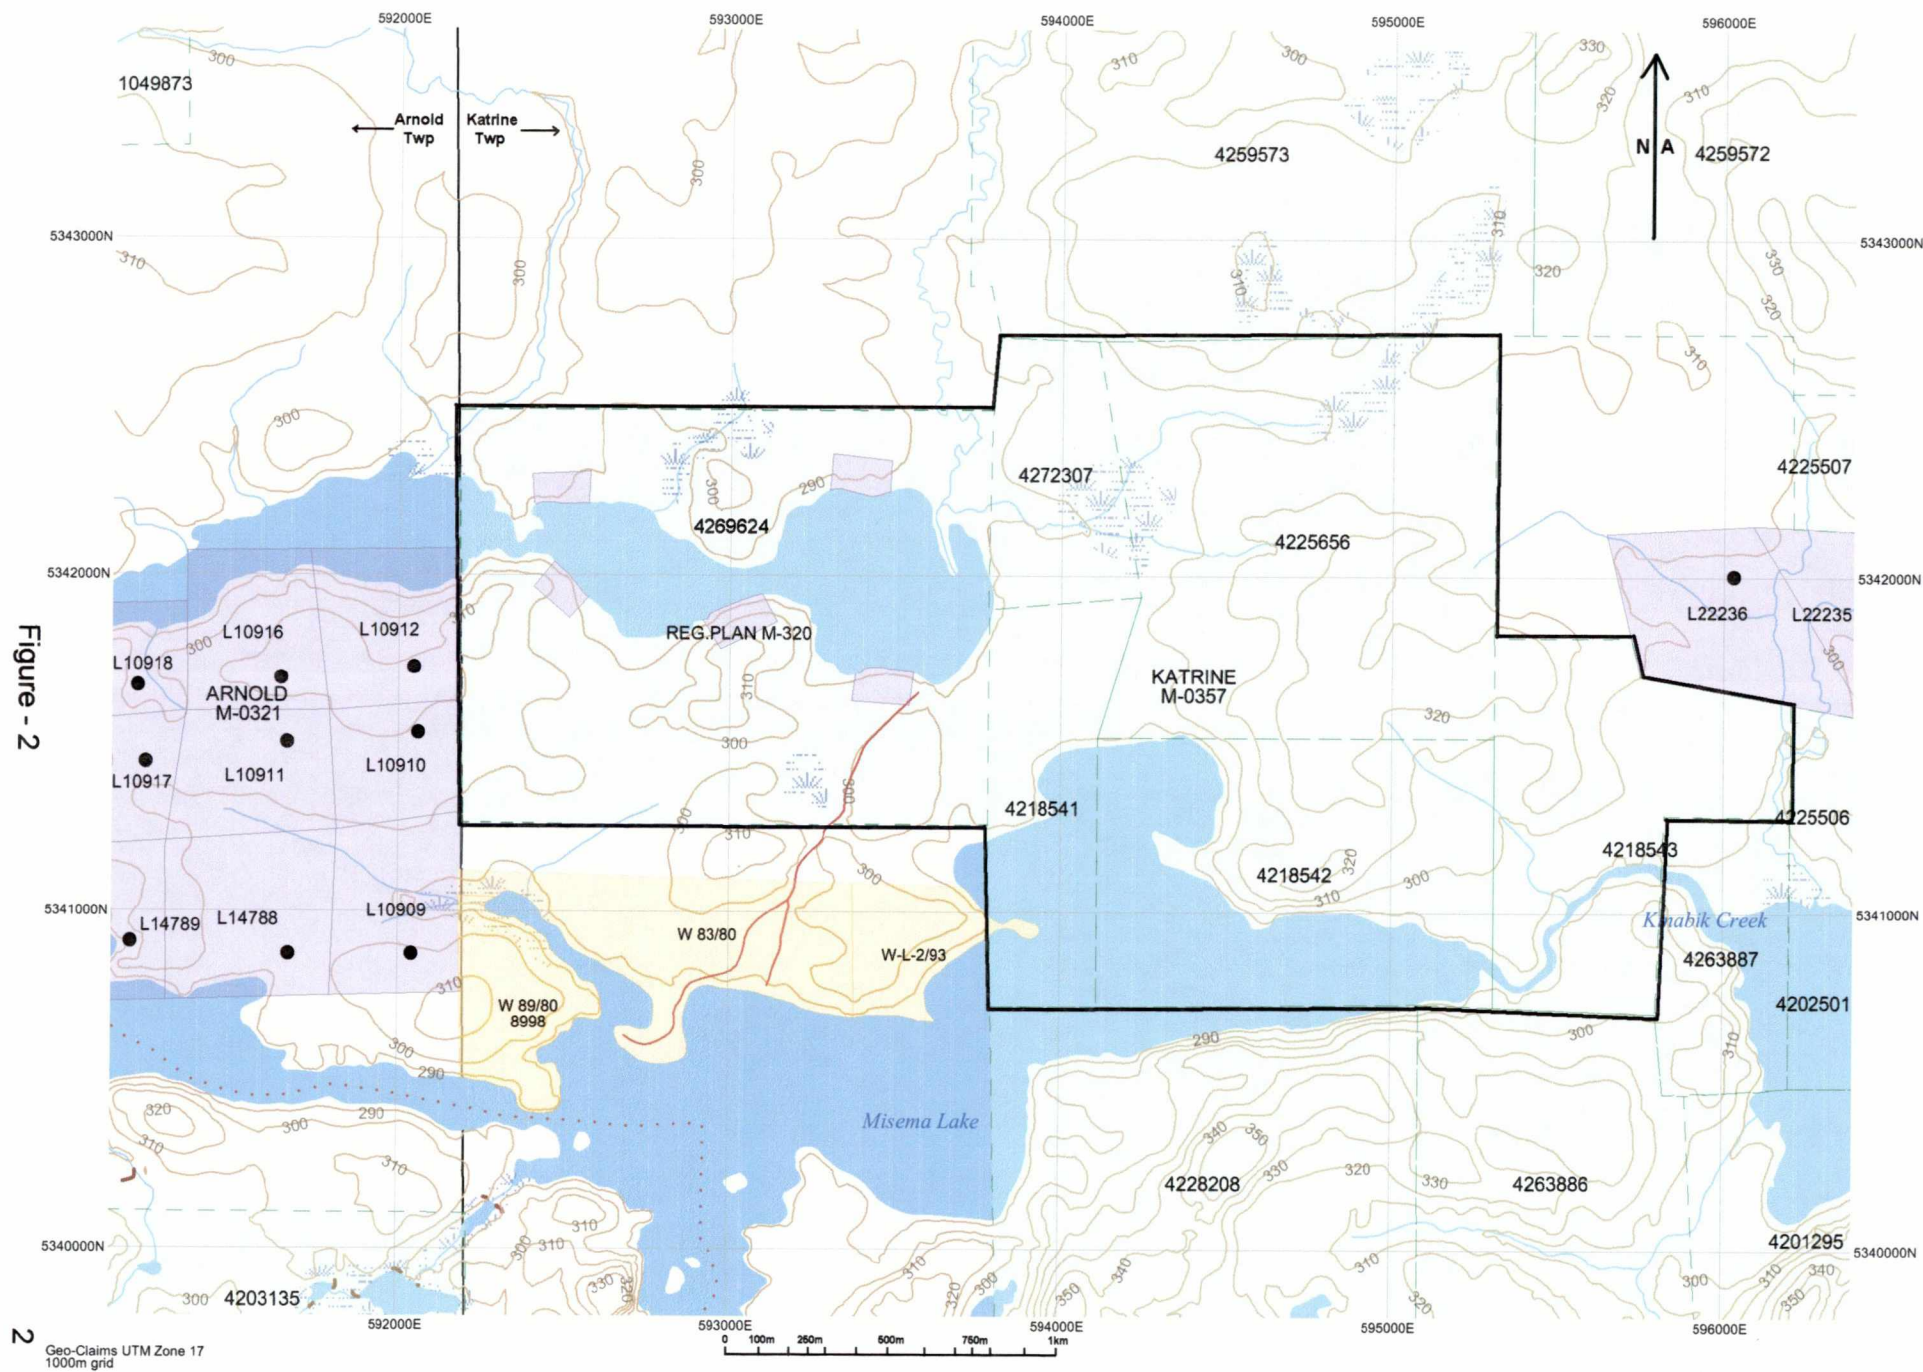 592000E
593000E
594000E
595000E
596000E
300
310
300
330
1049873
320
310
Arnold
Twp
Katrine
Twp
300
4259573
N A
4259572
310
5343000N
5343000N
310
300
310
320
330
320
310
300
4272307
4225507
300
290
4269624
4225656
5342000N
5342000N
310
L10916
L10912
REG.PLAN M-320
L22236
L22235
300
L10918
300
ARNOLD
M-0321
310
KATRINE
M-0357
320
300
L10917
L10911
L10910
300
4218541
300
310
4225506
4218543
320
300
4218542
300
310
L14789
L14788
L10909
5341000N
5341000N
W 83/80
W-L-2/93
Kinabik Creek
4263887
310
W 89/80
8998
4202501
300
290
290
300
310
320
300
290
310
Misema Lake
310
340
350
330
320
330
4228208
4263886
310
300
310
5340000N
5340000N
4201295
310
340
310
300
310
340
300
4203135
330
320
320
300
350
320
350
592000E
593000E
594000E
595000E
596000E
0
100m
250m
500m
750m
1km
Geo-Claims UTM Zone 17
1000m grid
Figure - 2
2